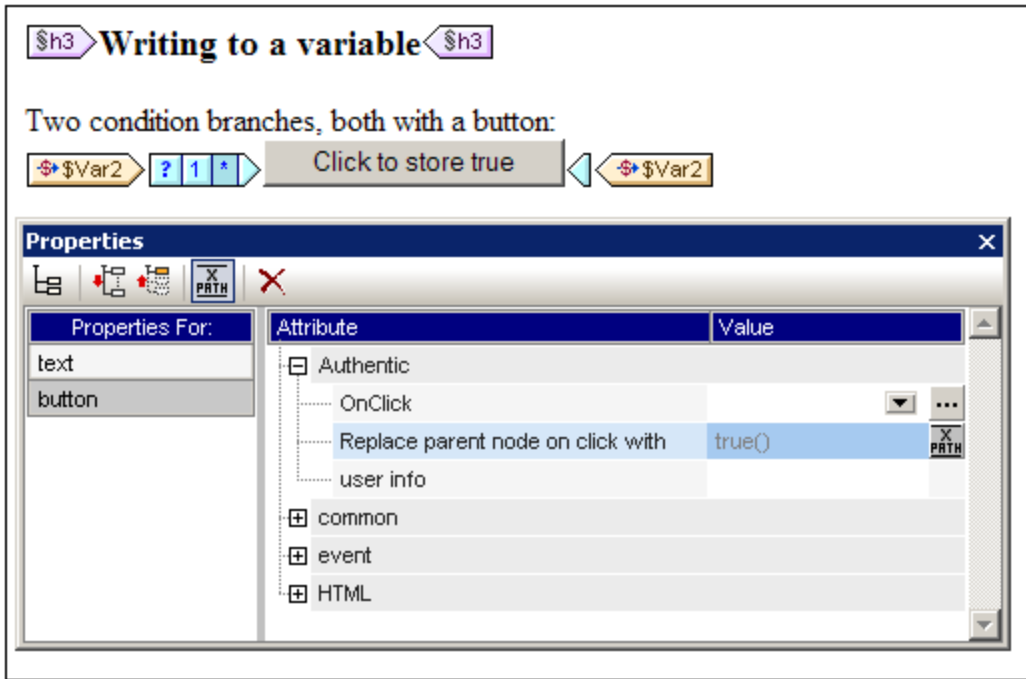 §h3 Writing to a variable §h3
Two condition branches, both with a button:
$ $Var2 ? 1 * Click to store true $ $Var2
Properties
X PATH
Properties For: Attribute Value
text Authentic
button OnClick ...
Replace parent node on click with true() X PATH
user info
common
event
HTML